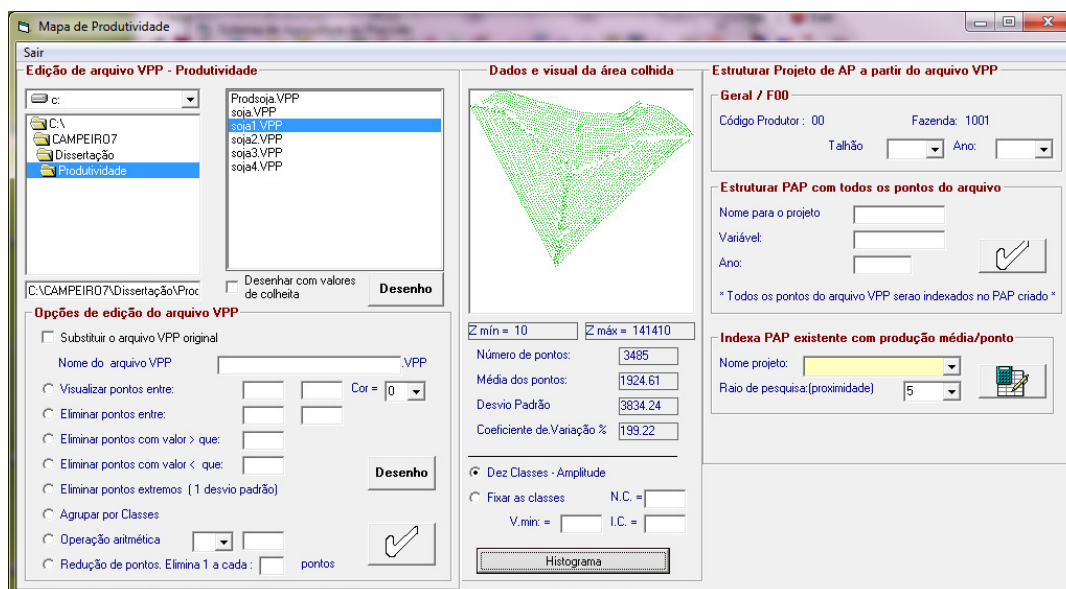 Mapa de Produtividade
Sair
Edição de arquivo VPP - Produtividade
c:
C:\
CAMPEIRO7
Dissertação
Produtividade
C:\CAMPEIRO7\Dissertação\Proc
Prodsoja.VPP
soja.VPP
soja1.VPP
soja2.VPP
soja3.VPP
soja4.VPP
Desenhar com valores
de colheita
Desenho
Opções de edição do arquivo VPP
Substituir o arquivo VPP original
Nome do arquivo VPP .VPP
Visualizar pontos entre: Cor = 0
Eliminar pontos entre:
Eliminar pontos com valor > que:
Eliminar pontos com valor < que:
Eliminar pontos extremos ( 1 desvio padrão)
Agrupar por Classes
Operação aritmética
Redução de pontos. Elimina 1 a cada : pontos
Desenho
Dados e visual da área colhida
Z mín = 10 Z máx = 141410
Número de pontos: 3485
Média dos pontos: 1924.61
Desvio Padrão 3834.24
Coeficiente de.Variação % 199.22
Dez Classes - Amplitude
Fixar as classes N.C. =
V.min: = I.C. =
Histograma
Estruturar Projeto de AP a partir do arquivo VPP
Geral / F00
Código Produtor : 00 Fazenda: 1001
Talhão Ano:
Estruturar PAP com todos os pontos do arquivo
Nome para o projeto
Variável:
Ano:
* Todos os pontos do arquivo VPP serao indexados no PAP criado *
Indexa PAP existente com produção média/ponto
Nome projeto:
Raio de pesquisa:(proximidade) 5